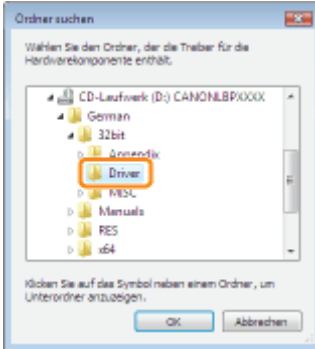 Ordner suchen
Wählen Sie den Ordner, der die Treiber für die
Hardwarekomponente enthält.
CD-Laufwerk (D:) CANONLBPXXXX
German
32bit
Appendix
Driver
MISC
Manuals
RES
x64
Klicken Sie auf das Symbol neben einem Ordner, um
Unterordner anzuzeigen.
OK
Abbrechen